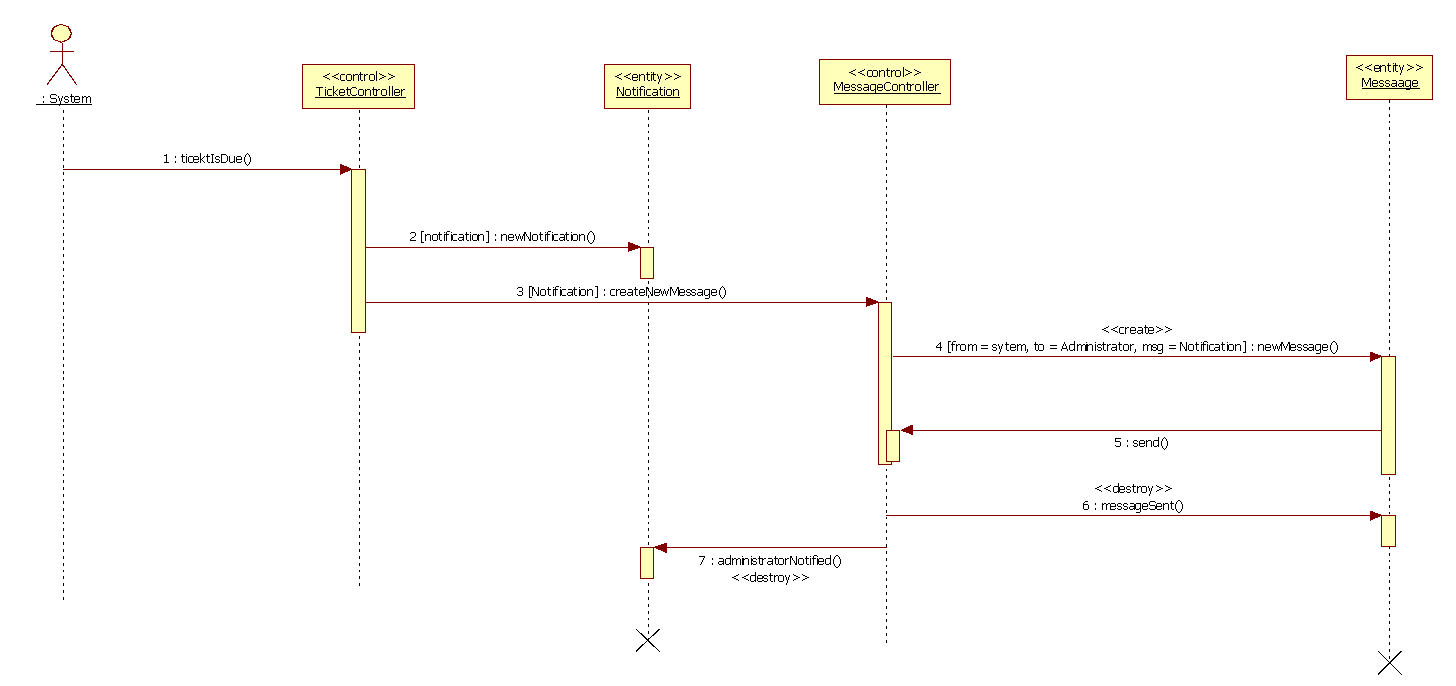 : System
<<control>>
TicketController
<<entity>>
Notification
<<control>>
MessageController
<<entity>>
Messaage
1 : ticektIsDue()
2 [notification] : newNotification()
3 [Notification] : createNewMessage()
<<create>>
4 [from = sytem, to = Administrator, msg = Notification] : newMessage()
5 : send()
<<destroy>>
6 : messageSent()
7 : administratorNotified()
<<destroy>>